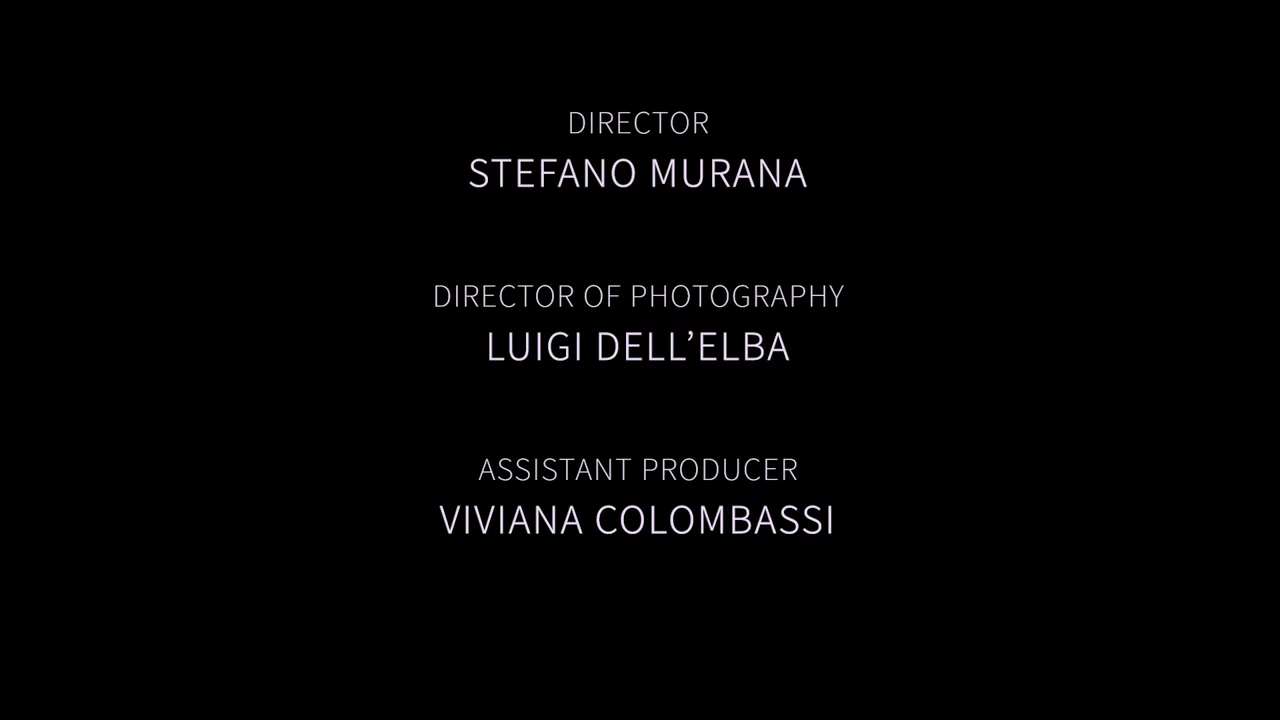 DIRECTOR
STEFANO MURANA
DIRECTOR OF PHOTOGRAPHY
LUIGI DELL’ELBA
ASSISTANT PRODUCER
VIVIANA COLOMBASSI